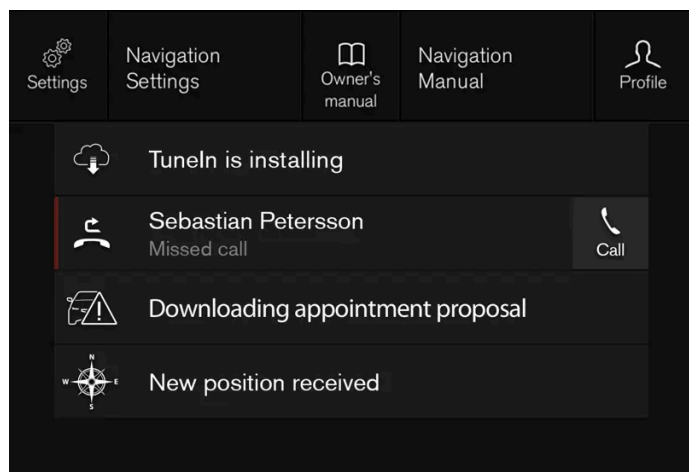 Settings
Navigation
Settings
Owner's
manual
Navigation
Manual
Profile
TuneIn is installing
Sebastian Petersson
Missed call
Call
Downloading appointment proposal
N
W
E
S
New position received